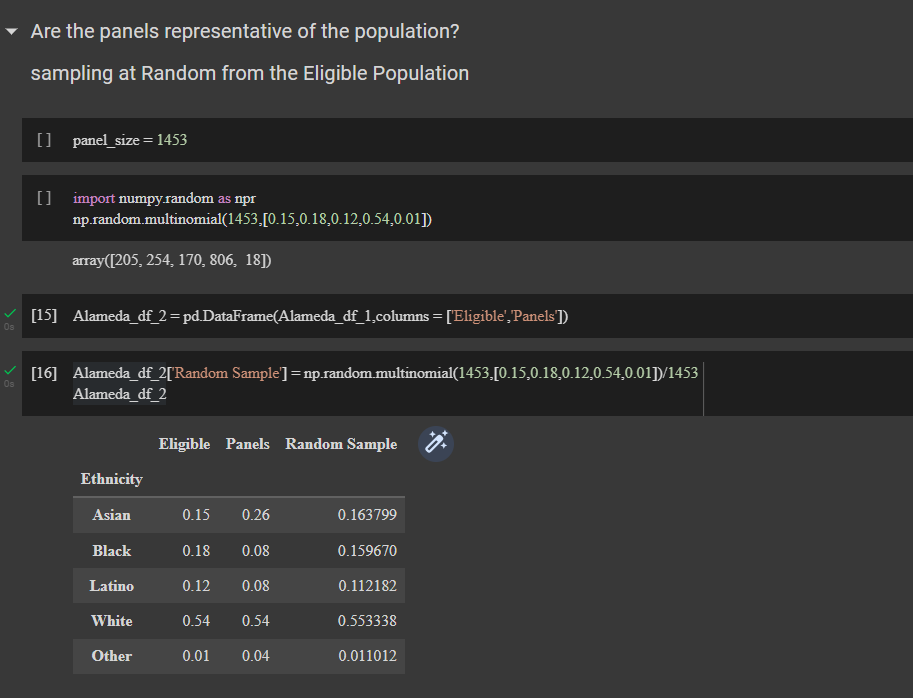 Are the panels representative of the population?
sampling at Random from the Eligible Population
[ ] panel_size = 1453
[ ] import numpy.random as npr
np.random.multinomial(1453,[0.15,0.18,0.12,0.54,0.01])
array([205, 254, 170, 806, 18])
[15] Alameda_df_2 = pd.DataFrame(Alameda_df_1,columns = ['Eligible','Panels'])
0s
[16] Alameda_df_2['Random Sample'] = np.random.multinomial(1453,[0.15,0.18,0.12,0.54,0.01])/1453
0s
Alameda_df_2
Eligible Panels Random Sample
Ethnicity
Asian 0.15 0.26 0.163799
Black 0.18 0.08 0.159670
Latino 0.12 0.08 0.112182
White 0.54 0.54 0.553338
Other 0.01 0.04 0.011012